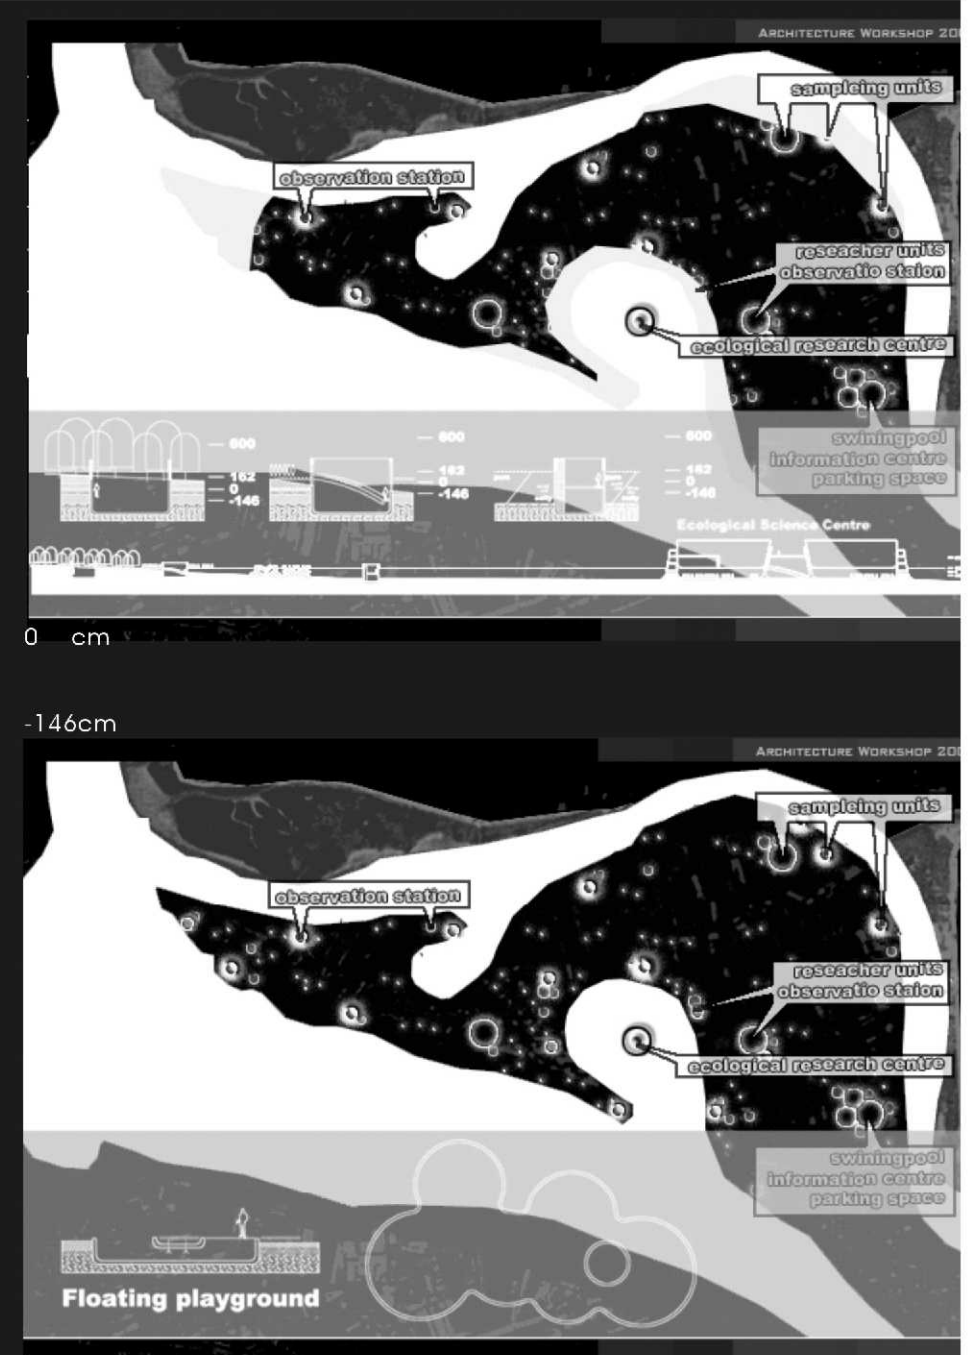 ARCHITECTURE WORKSHOP 20
sampleing units
observation station
reseacher units
observatio staion
ecological research centre
swiningpool
information centre
parking space
600
162
0
-146
600
162
0
-146
600
162
0
-146
Ecological Science Centre
0 cm
-146cm
ARCHITECTURE WORKSHOP 20
sampleing units
observation station
reseacher units
observatio staion
ecological research centre
swiningpool
information centre
parking space
Floating playground